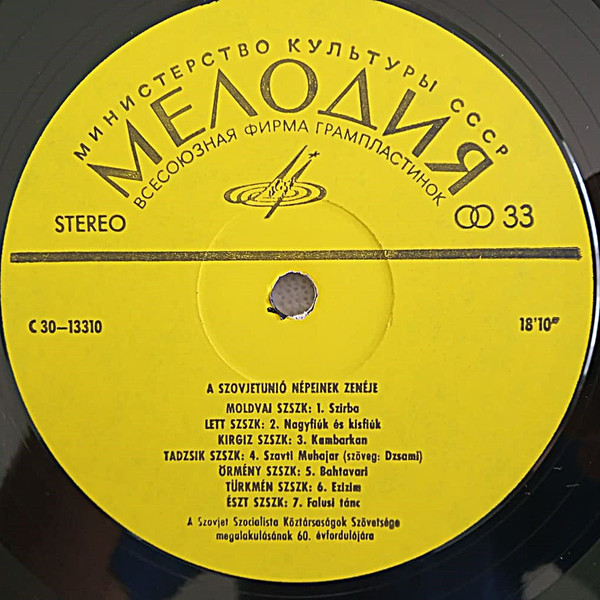 МИНИСТЕРСТВО КУЛЬТУРЫ СССР
МЕЛОДИЯ
ВСЕСОЮЗНАЯ ФИРМА ГРАМПЛАСТИНОК
STEREO
33
C 30—13310
18'10"
A SZOVJETUNIÓ NÉPEINEK ZENÉJE
MOLDVAI SZSZK: 1. Szirba
LETT SZSZK: 2. Nagyfiúk és kisfiúk
KIRGIZ SZSZK: 3. Kambarkan
TADZSIK SZSZK: 4. Szavti Muhajar (szöveg: Dzsami)
ÖRMÉNY SZSZK: 5. Bahtavari
TÜRKMÉN SZSZK: 6. Ezizim
ÉSZT SZSZK: 7. Falusi tánc
A Szovjet Szocialista Köztársaságok Szövetsége
megalakulásának 60. évfordulójára